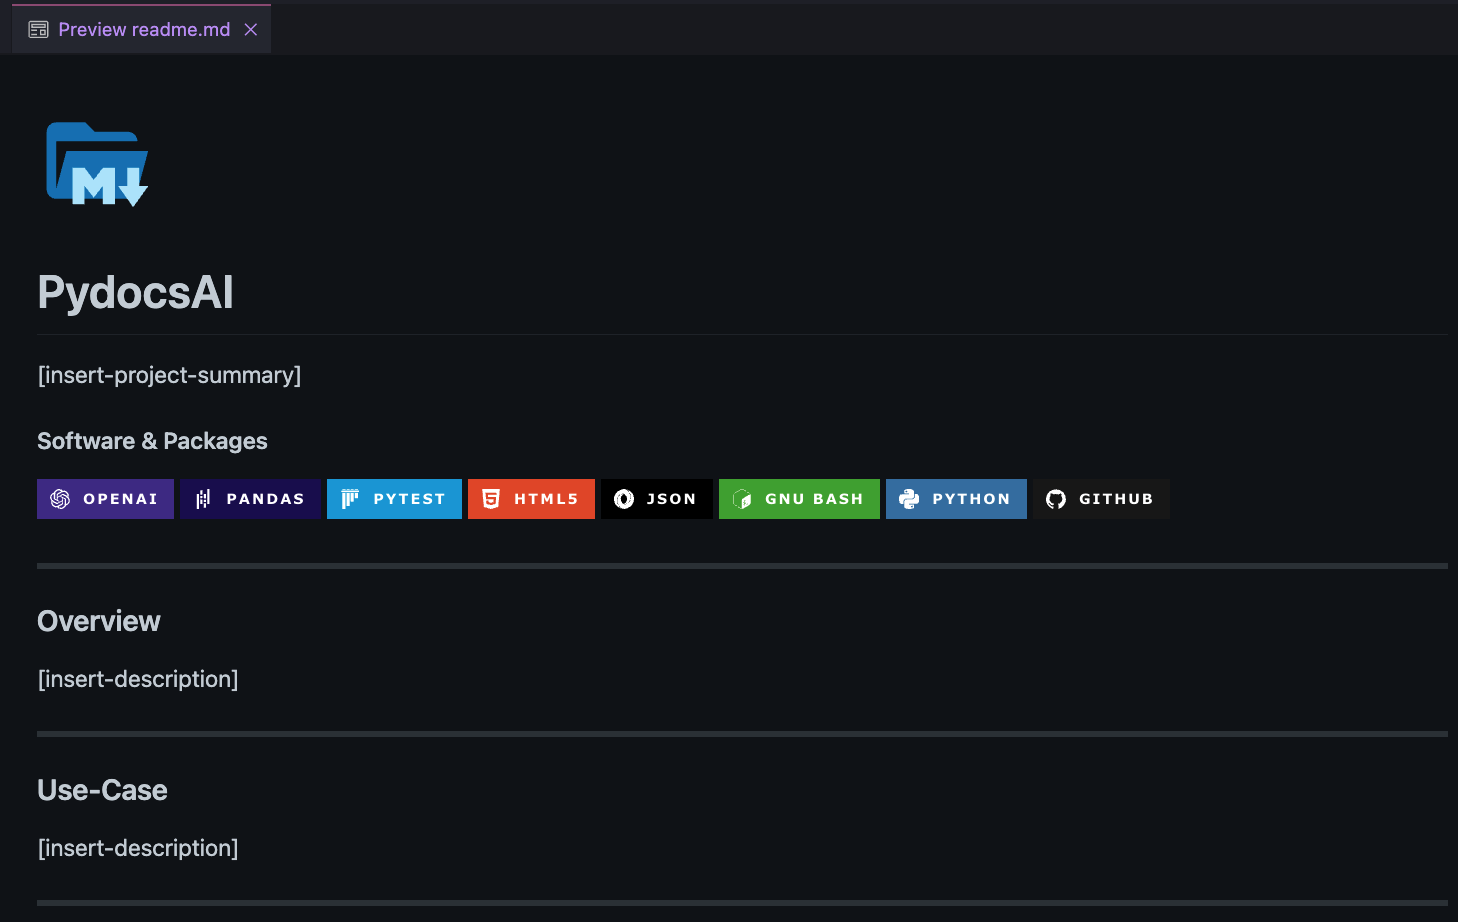 Preview readme.md
M
PydocsAI
[insert-project-summary]
Software & Packages
OPENAI PANDAS PYTEST HTML5 JSON GNU BASH PYTHON GITHUB
Overview
[insert-description]
Use-Case
[insert-description]